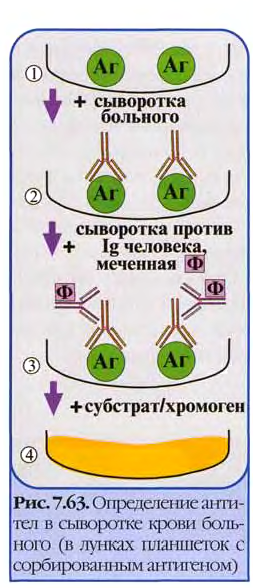 Аг Аг
①
+ сыворотка
больного
Аг Аг
②
сыворотка против
+ Ig человека,
меченная Ф
Ф Ф
Аг Аг
③
+субстрат/хромоген
④
Рис. 7.63. Определение анти-
тел в сыворотке крови боль-
ного (в лунках планшеток с
сорбированным антигеном)